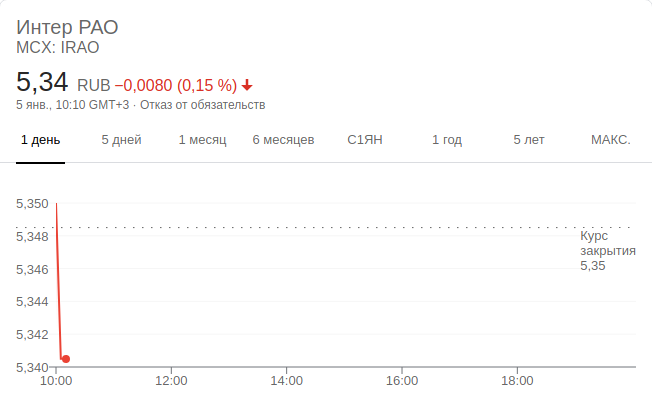 Интер РАО
MCX: IRAO
5,34 RUB −0,0080 (0,15 %)
5 янв., 10:10 GMT+3 · Отказ от обязательств
1 день 5 дней 1 месяц 6 месяцев С1ЯН 1 год 5 лет МАКС.
5,350
5,348
Курс
закрытия
5,35
5,346
5,344
5,342
5,340
10:00 12:00 14:00 16:00 18:00